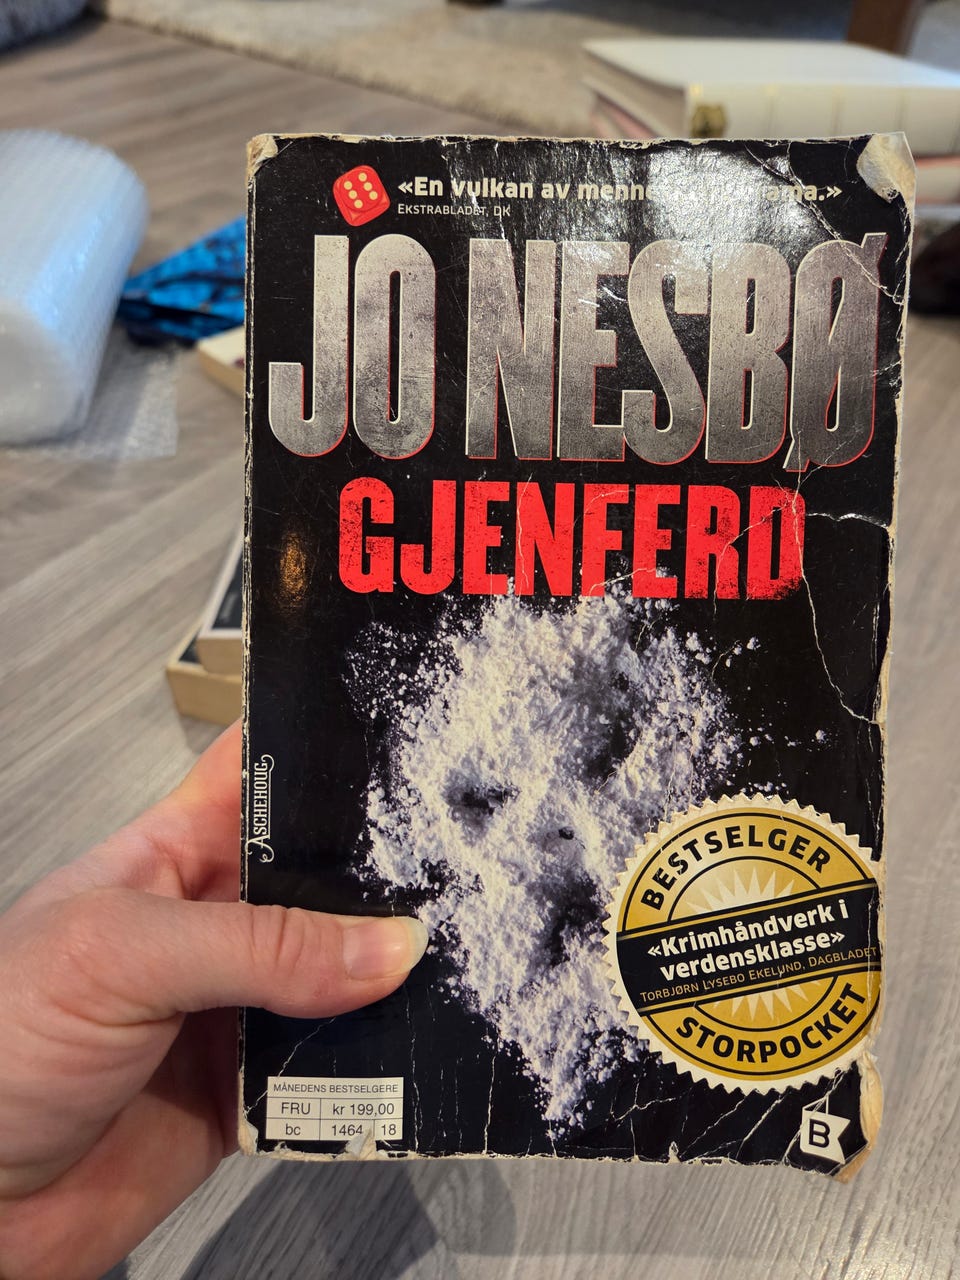 «En vulkan av
EKSTRABLADET, DK
JO NESBØ
GJENFERD
ASCHEHOUG
BESTSELGER
«Krimhåndverk i
verdensklasse»
TORBJØRN LYSEBO EKELUND, DAGBLADET
STORPOCKET
MÅNEDENS BESTSELGERE
FRU kr 199,00
bc 1464 18
B